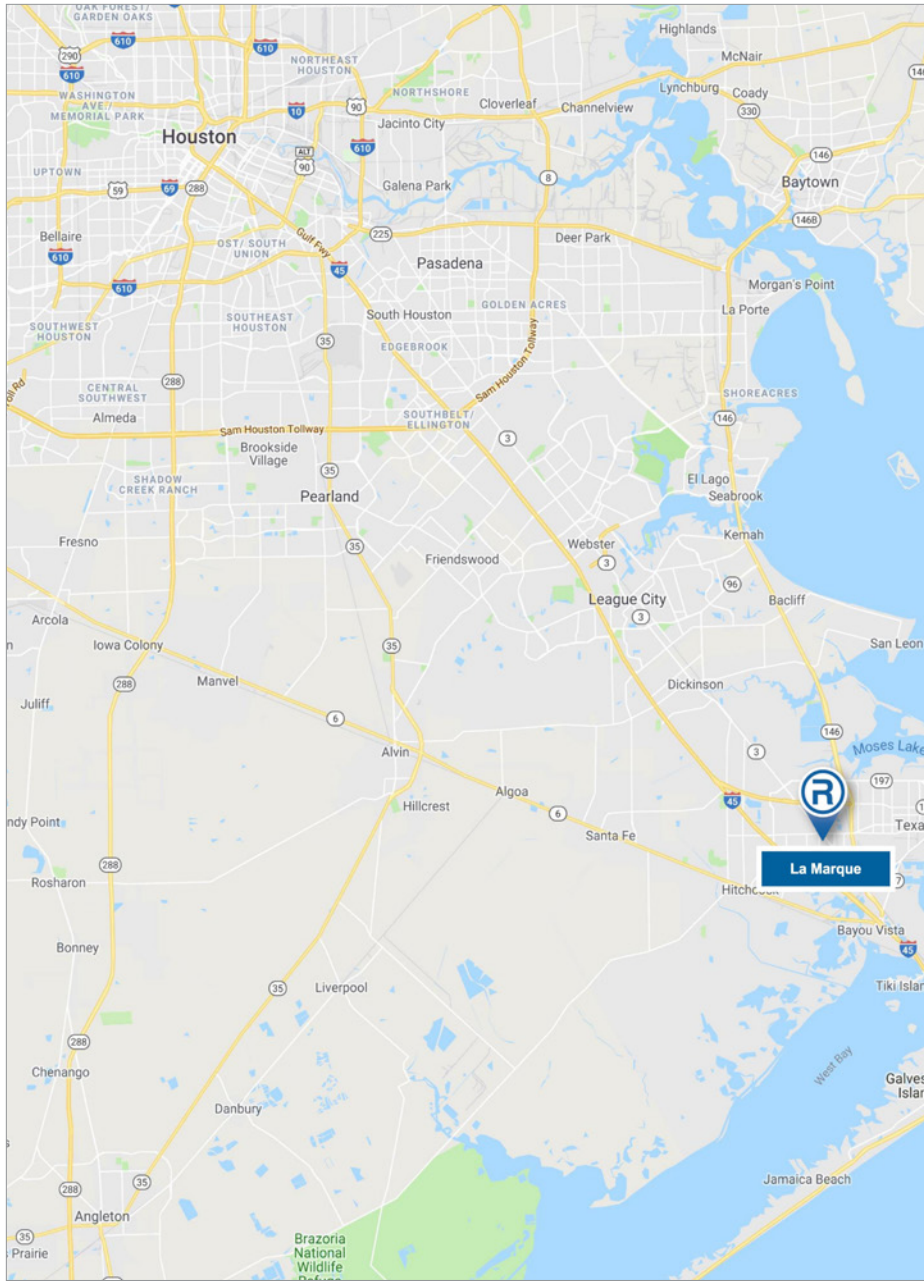 OAK FOREST/
GARDEN OAKS
610
610
Highlands
290
610
NORTHEAST
HOUSTON
McNair
146
WASHINGTON
AVE /
MEMORIAL PARK
10
90
NORTHSHORE
Cloverleaf
Channelview
Lynchburg
Coady
330
Houston
Jacinto City
610
ALT
90
146
UPTOWN
59
69
288
Galena Park
8
Baytown
146B
Bellaire
610
OST/ SOUTH
UNION
Gulf Fwy
225
45
Deer Park
Pasadena
610
Morgan's Point
La Porte
SOUTHWEST
HOUSTON
SOUTHEAST
HOUSTON
South Houston
GOLDEN ACRES
35
EDGEBROOK
Sam Houston Tollway
288
CENTRAL
SOUTHWEST
SHOREACRES
Almeda
SOUTHBELT/
ELLINGTON
146
Sam Houston Tollway
3
Brookside
Village
35
SHADOW
CREEK RANCH
Pearland
El Lago
Seabrook
Fresno
35
Friendswood
Webster
3
Kemah
96
League City
3
Bacliff
Arcola
Iowa Colony
35
San Leon
Manvel
288
Dickinson
Juliff
6
146
Alvin
3
Moses Lake
197
R
45
Algoa
Hillcrest
6
Santa Fe
La Marque
288
Rosharon
Hitchcock
Bayou Vista
Bonney
45
35
Liverpool
288
West Bay
Chenango
Danbury
Jamaica Beach
288
35
Angleton
35
Brazoria
National
Wildlife